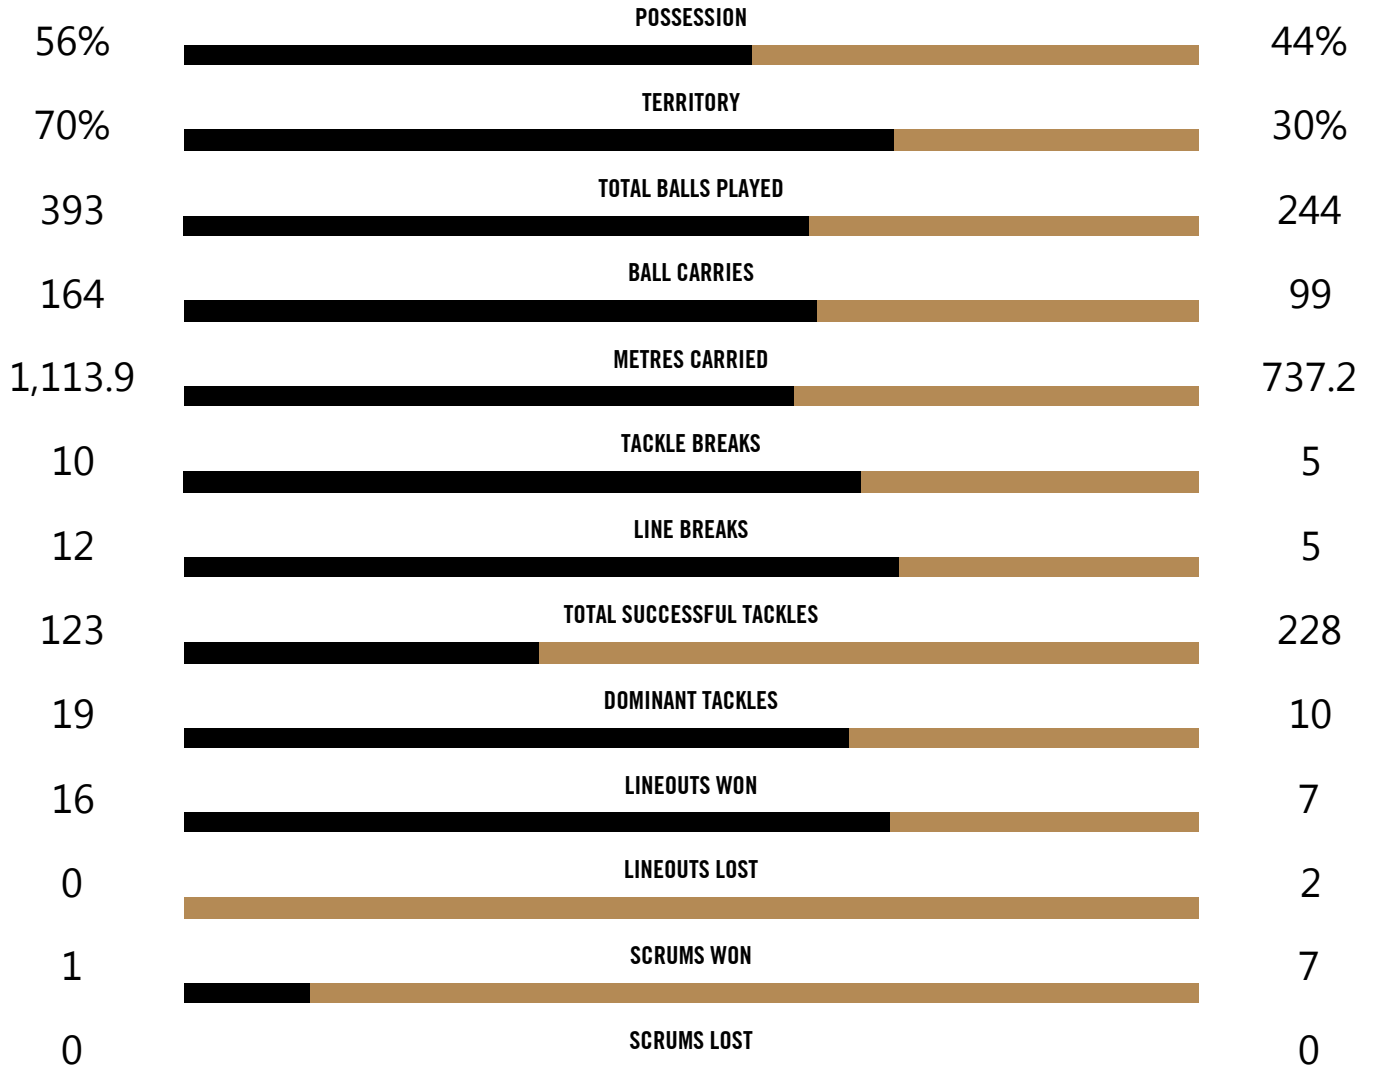 POSSESSION
56% 44%
TERRITORY
70% 30%
TOTAL BALLS PLAYED
393 244
BALL CARRIES
164 99
METRES CARRIED
1,113.9 737.2
TACKLE BREAKS
10 5
LINE BREAKS
12 5
TOTAL SUCCESSFUL TACKLES
123 228
DOMINANT TACKLES
19 10
LINEOUTS WON
16 7
LINEOUTS LOST
0 2
SCRUMS WON
1 7
SCRUMS LOST
0 0